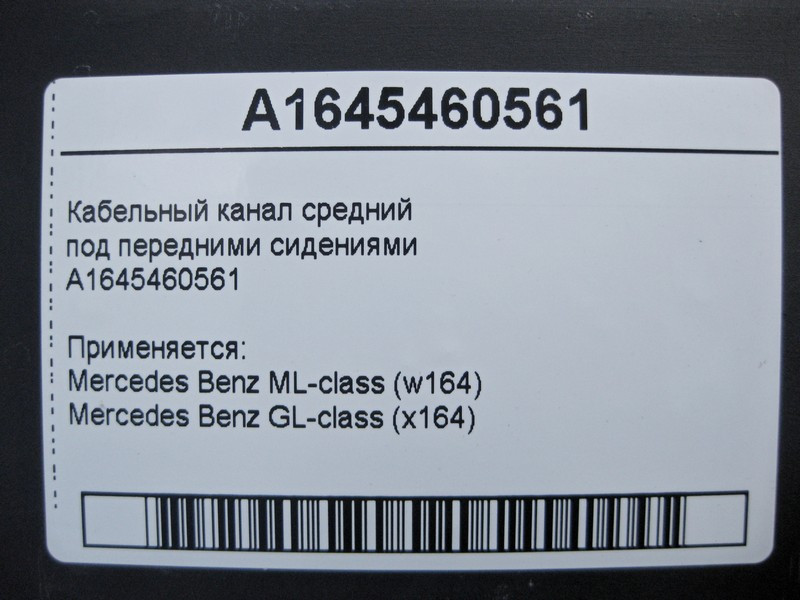 A1645460561
Кабельный канал средний
под передними сидениями
A1645460561
Применяется:
Mercedes Benz ML-class (w164)
Mercedes Benz GL-class (x164)